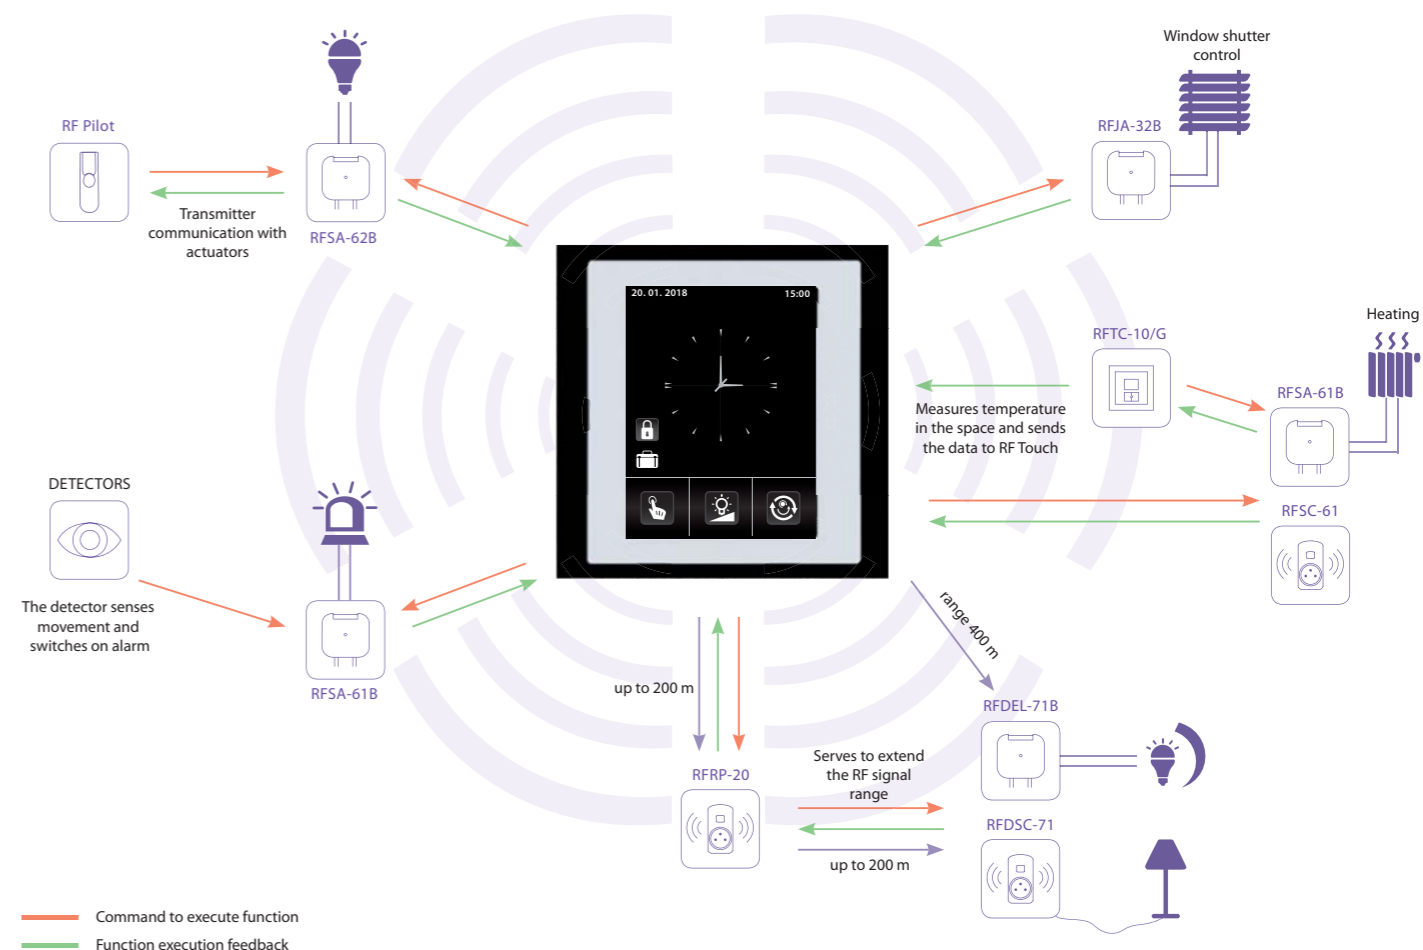 Window shutter
control
RF Pilot
RFJA-32B
Transmitter
communication with
actuators
RFSA-62B
20. 01. 2018
15:00
Heating
RFTC-10/G
RFSA-61B
Measures temperature
in the space and sends
the data to RF Touch
DETECTORS
RFSC-61
The detector senses
movement and
switches on alarm
RFSA-61B
range 400 m
up to 200 m
RFDEL-71B
RFRP-20
Serves to extend
the RF signal
range
RFDSC-71
up to 200 m
Command to execute function
Function execution feedback